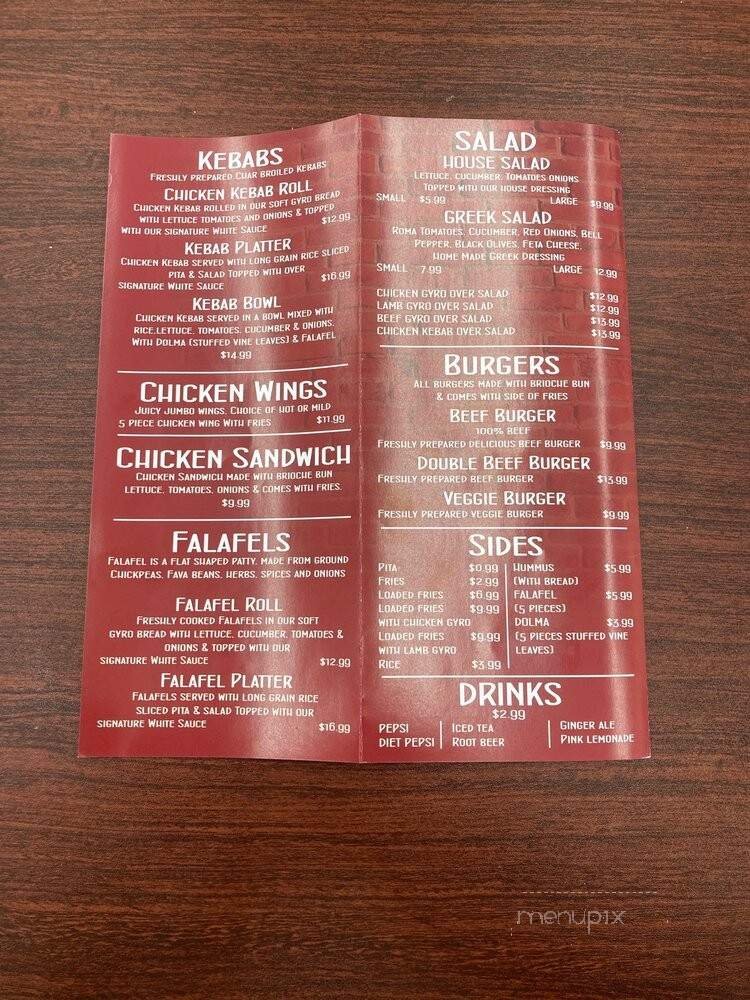 KEBABS
FRESHLY PREPARED CHAR BROILED KEBABS
CHICKEN KEBAB ROLL
CHICKEN KEBAB ROLLED IN OUR SOFT GYRO BREAD
WITH LETTUCE TOMATOES AND ONIONS & TOPPED
WITH OUR SIGNATURE WHITE SAUCE $12.99
KEBAB PLATTER
CHICKEN KEBAB SERVED WITH LONG GRAIN RICE SLICED
PITA & SALAD TOPPED WITH OVER
SIGNATURE WHITE SAUCE $16.99
KEBAB BOWL
CHICKEN KEBAB SERVED IN A BOWL MIXED WITH
RICE,LETTUCE, TOMATOES, CUCUMBER & ONIONS,
WITH DOLMA (STUFFED VINE LEAVES) & FALAFEL
$14.99
CHICKEN WINGS
JUICY JUMBO WINGS, CHOICE OF HOT OR MILD
5 PIECE CHICKEN WING WITH FRIES $11.99
CHICKEN SANDWICH
CHICKEN SANDWICH MADE WITH BRIOCHE BUN
LETTUCE, TOMATOES, ONIONS & COMES WITH FRIES.
$9.99
FALAFELS
FALAFEL IS A FLAT SHAPED PATTY, MADE FROM GROUND
CHICKPEAS, FAVA BEANS, HERBS, SPICES AND ONIONS
FALAFEL ROLL
FRESHLY COOKED FALAFELS IN OUR SOFT
GYRO BREAD WITH LETTUCE, CUCUMBER, TOMATOES &
ONIONS & TOPPED WITH OUR
SIGNATURE WHITE SAUCE $12.99
FALAFEL PLATTER
FALAFELS SERVED WITH LONG GRAIN RICE
SLICED PITA & SALAD TOPPED WITH OUR
SIGNATURE WHITE SAUCE $16.99
SALAD
HOUSE SALAD
LETTUCE, CUCUMBER, TOMATOES ONIONS
TOPPED WITH OUR HOUSE DRESSING
SMALL $5.99 LARGE $9.99
GREEK SALAD
ROMA TOMATOES, CUCUMBER, RED ONIONS, BELL
PEPPER, BLACK OLIVES, FETA CHEESE,
HOME MADE GREEK DRESSING
SMALL 7.99 LARGE 12.99
CHICKEN GYRO OVER SALAD $12.99
LAMB GYRO OVER SALAD $12.99
BEEF GYRO OVER SALAD $13.99
CHICKEN KEBAB OVER SALAD $13.99
BURGERS
ALL BURGERS MADE WITH BRIOCHE BUN
& COMES WITH SIDE OF FRIES
BEEF BURGER
100% BEEF
FRESHLY PREPARED DELICIOUS BEEF BURGER $9.99
DOUBLE BEEF BURGER
FRESHLY PREPARED BEEF BURGER $13.99
VEGGIE BURGER
FRESHLY PREPARED VEGGIE BURGER $9.99
SIDES
PITA $0.99
FRIES $2.99
LOADED FRIES $6.99
LOADED FRIES $9.99
WITH CHICKEN GYRO
LOADED FRIES $9.99
WITH LAMB GYRO
RICE $3.99
HUMMUS $5.99
(WITH BREAD)
FALAFEL $5.99
(5 PIECES)
DOLMA $3.99
(5 PIECES STUFFED VINE
LEAVES)
DRINKS
$2.99
PEPSI
DIET PEPSI
ICED TEA
ROOT BEER
GINGER ALE
PINK LEMONADE
menupix